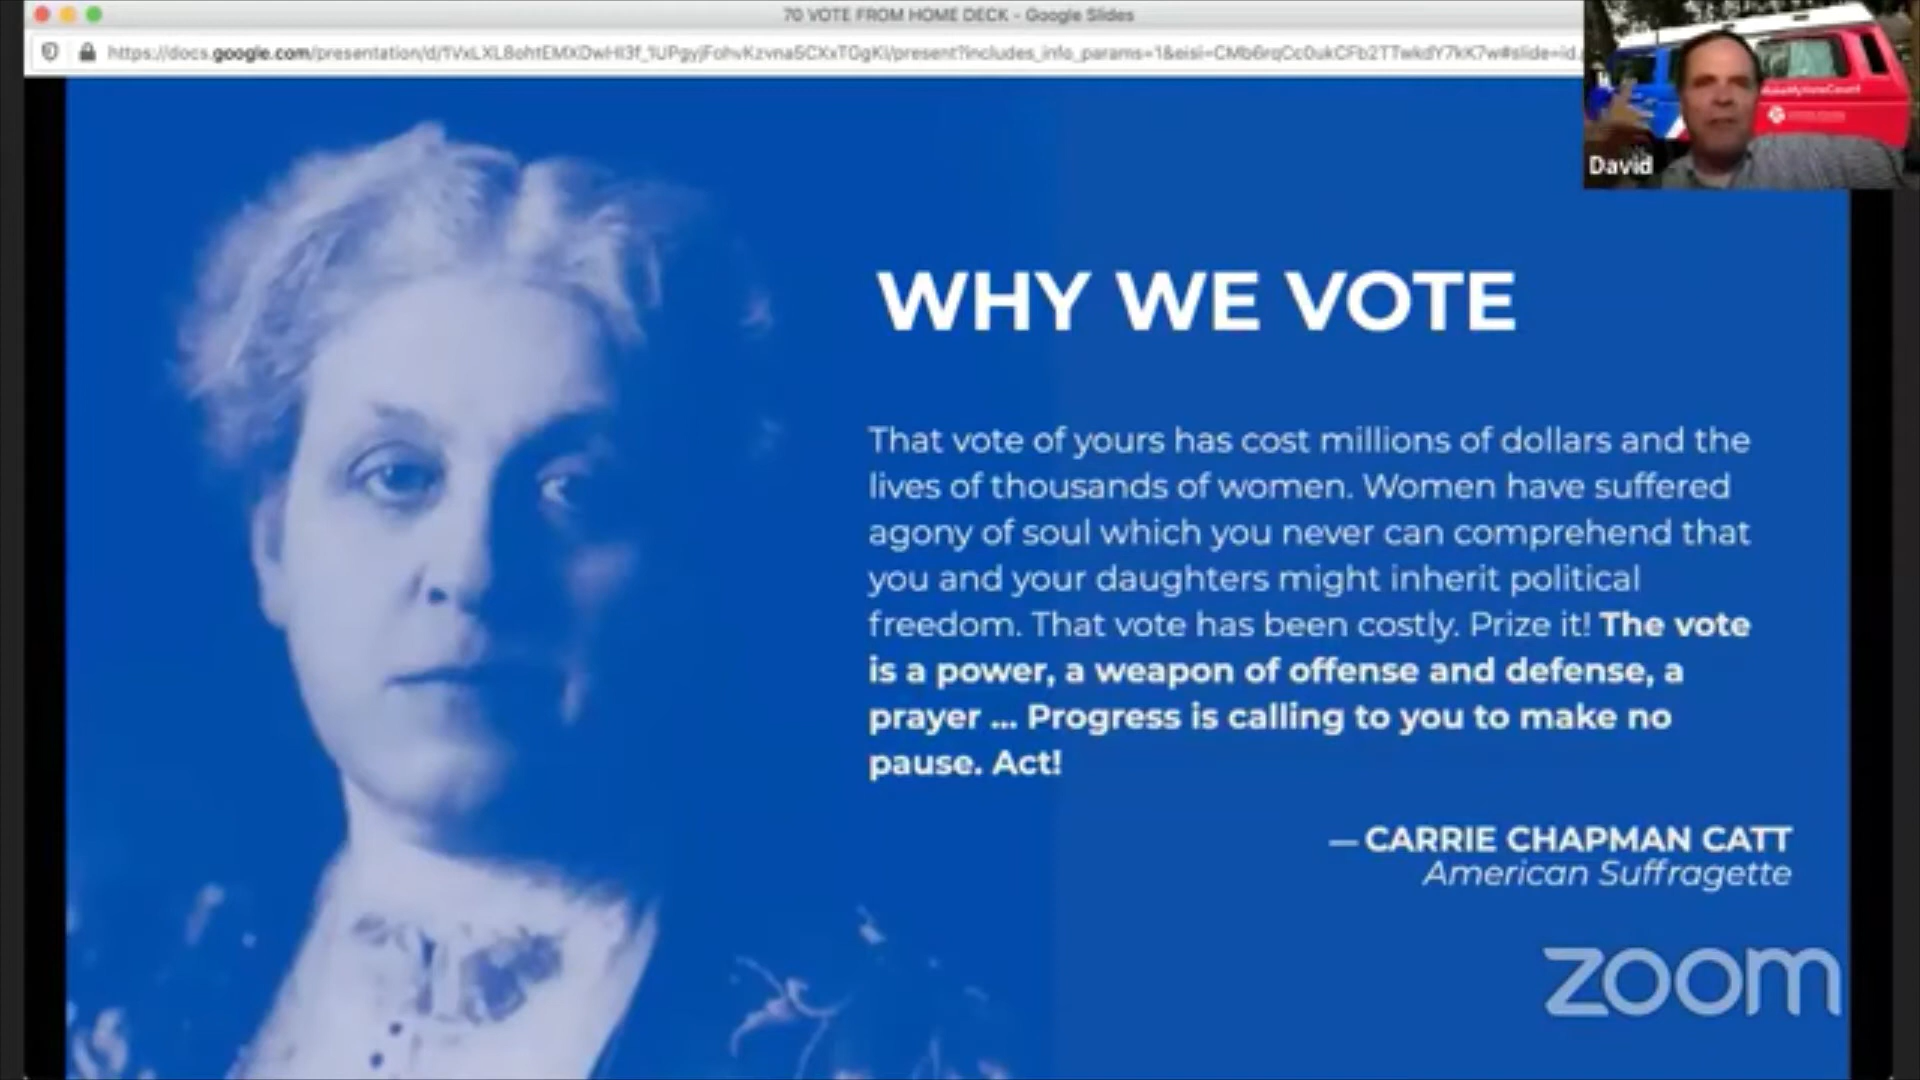 70 VOTE FROM HOME DECK - Google Slides
David
WHY WE VOTE
That vote of yours has cost millions of dollars and the
lives of thousands of women. Women have suffered
agony of soul which you never can comprehend that
you and your daughters might inherit political
freedom. That vote has been costly. Prize it! The vote
is a power, a weapon of offense and defense, a
prayer ... Progress is calling to you to make no
pause. Act!
— CARRIE CHAPMAN CATT
American Suffragette
zoom